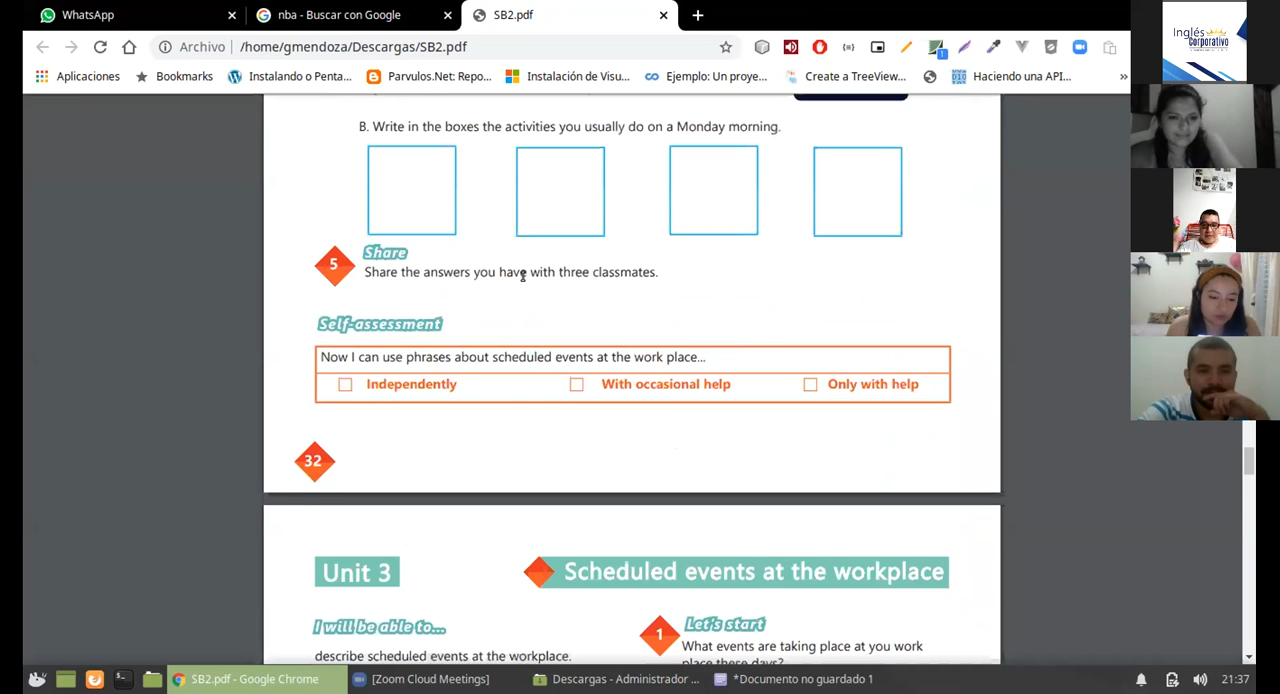 WhatsApp
nba - Buscar con Google
SB2.pdf
Archivo
/home/gmendoza/Descargas/SB2.pdf
Aplicaciones
Bookmarks
Instalando o Penta...
Parvulos.Net: Repo...
Instalación de Visu...
Ejemplo: Un proye...
Create a TreeView...
Haciendo una API...
»
Inglés
Corporativo
B. Write in the boxes the activities you usually do on a Monday morning.
5
Share
Share the answers you have with three classmates.
Self-assessment
Now I can use phrases about scheduled events at the work place...
Independently
With occasional help
Only with help
32
Unit 3
Scheduled events at the workplace
I will be able to...
describe scheduled events at the workplace.
1
Let's start
What events are taking place at you work
place these days?
SB2.pdf - Google Chrome
[Zoom Cloud Meetings]
Descargas - Administrador ...
*Documento no guardado 1
21:37